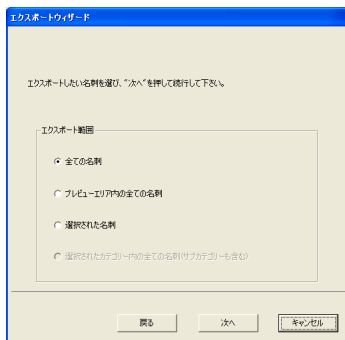 エクスポートウィザード
エクスポートしたい名刺を選び、"次へ"を押して続行して下さい。
エクスポート範囲
全ての名刺
プレビューエリア内の全ての名刺
選択された名刺
選択されたカテゴリー内の全ての名刺(サブカテゴリーも含む)
戻る
次へ
キャンセル